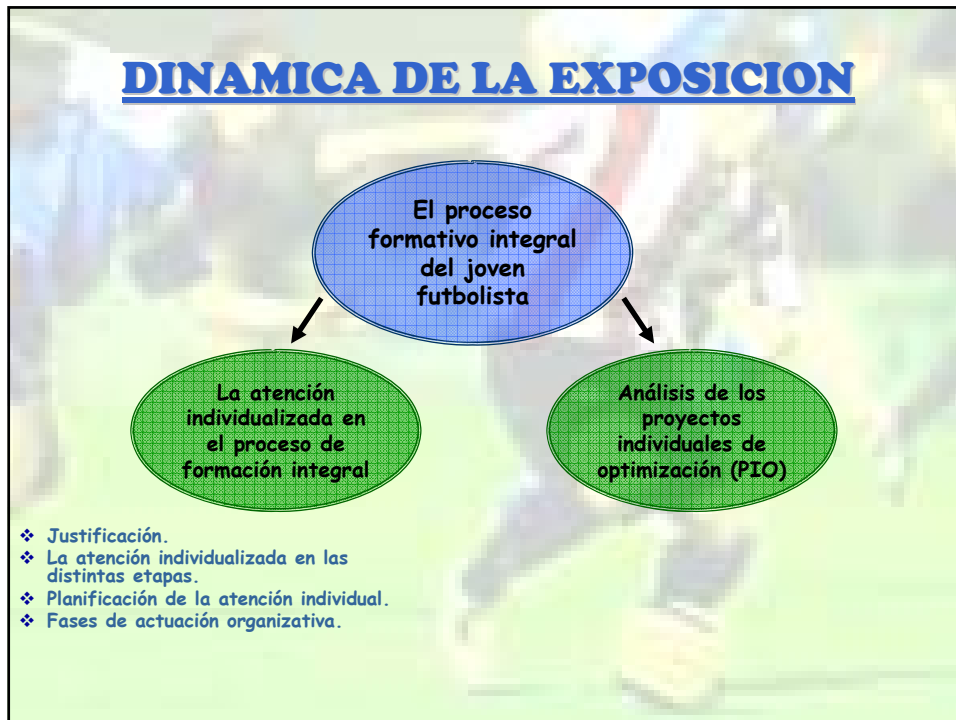 DINAMICA DE LA EXPOSICION
El proceso
formativo integral
del joven
futbolista
La atención
individualizada en
el proceso de
formación integral
Análisis de los
proyectos
individuales de
optimización (PIO)
❖ Justificación.
❖ La atención individualizada en las
distintas etapas.
❖ Planificación de la atención individual.
❖ Fases de actuación organizativa.